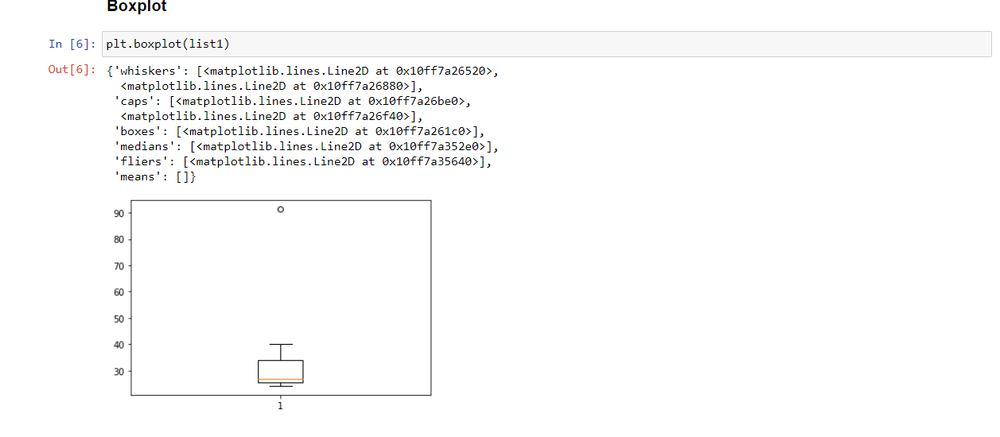 Boxplot
In [6]: plt.boxplot(list1)
Out[6]: {'whiskers': [<matplotlib.lines.Line2D at 0x10ff7a26520>,
<matplotlib.lines.Line2D at 0x10ff7a26880>],
'caps': [<matplotlib.lines.Line2D at 0x10ff7a26be0>,
<matplotlib.lines.Line2D at 0x10ff7a26f40>],
'boxes': [<matplotlib.lines.Line2D at 0x10ff7a261c0>],
'medians': [<matplotlib.lines.Line2D at 0x10ff7a352e0>],
'fliers': [<matplotlib.lines.Line2D at 0x10ff7a35640>],
'means': []}
90
80
70
60
50
40
30
1